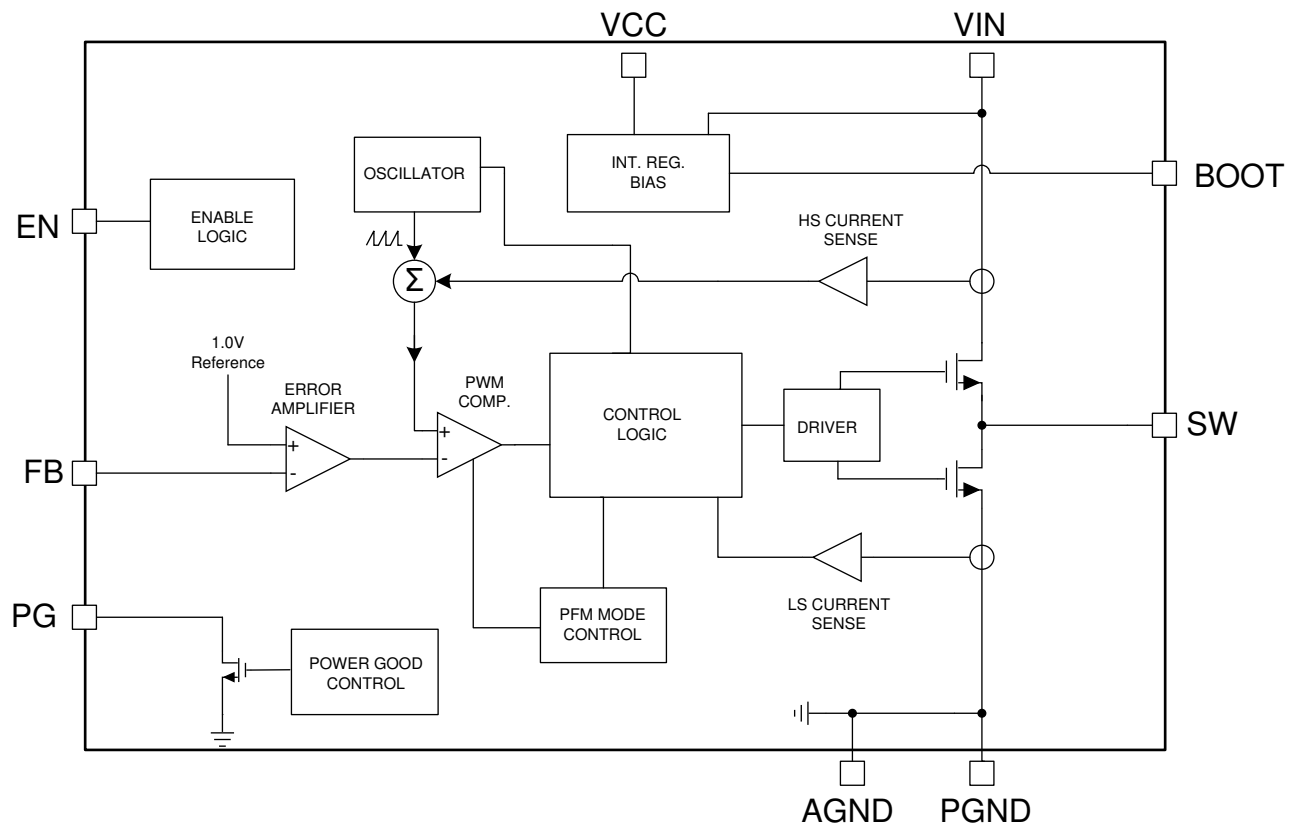 VCC
VIN
BOOT
OSCILLATOR
INT. REG.
BIAS
EN
ENABLE
LOGIC
HS CURRENT
SENSE
Σ
1.0V
Reference
ERROR
AMPLIFIER
PWM
COMP.
CONTROL
LOGIC
DRIVER
SW
+
-
+
-
FB
PG
PFM MODE
CONTROL
LS CURRENT
SENSE
POWER GOOD
CONTROL
AGND
PGND